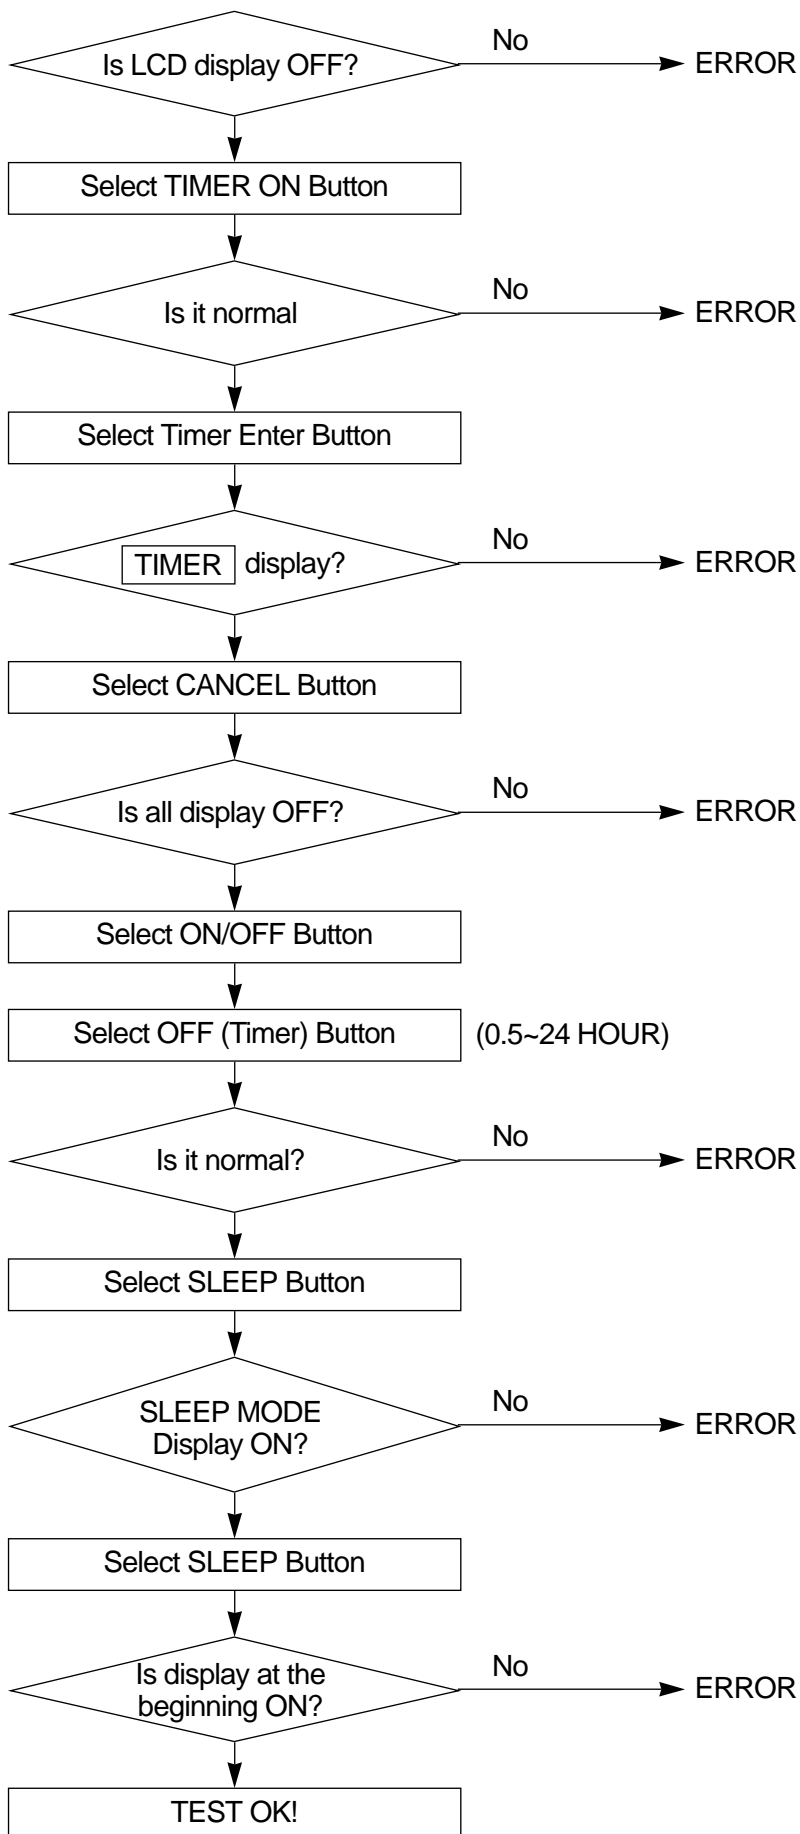 Is LCD display OFF?
No
ERROR
Select TIMER ON Button
Is it normal
No
ERROR
Select Timer Enter Button
TIMER display?
No
ERROR
Select CANCEL Button
Is all display OFF?
No
ERROR
Select ON/OFF Button
Select OFF (Timer) Button
(0.5~24 HOUR)
Is it normal?
No
ERROR
Select SLEEP Button
SLEEP MODE
Display ON?
No
ERROR
Select SLEEP Button
Is display at the
beginning ON?
No
ERROR
TEST OK!